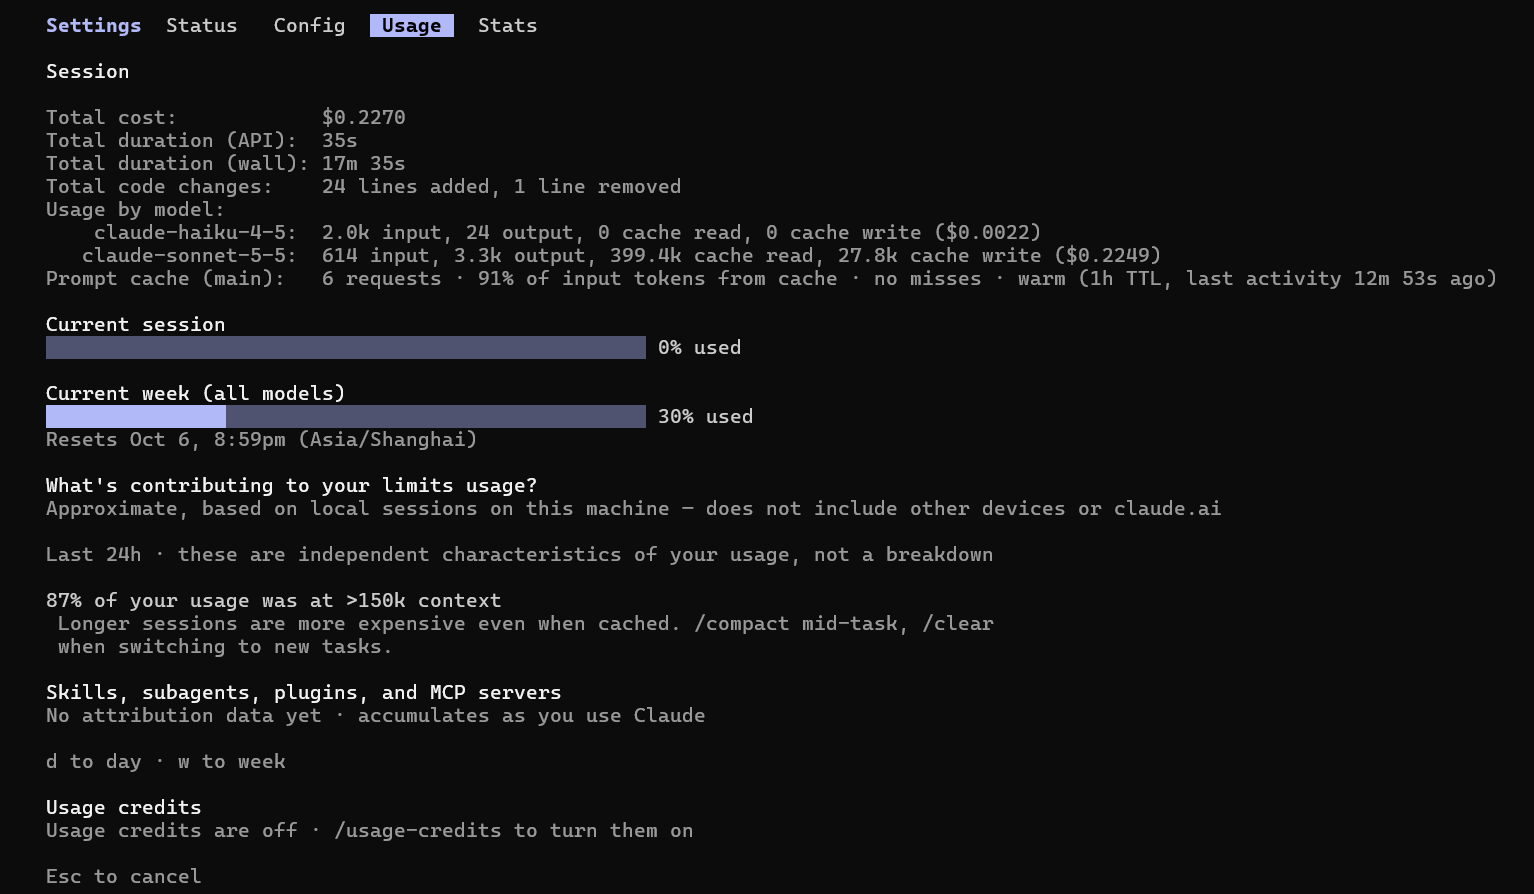 Settings  Status   Config   Usage   Stats
Session
Total cost:            $0.2270
Total duration (API):  35s
Total duration (wall): 17m 35s
Total code changes:    24 lines added, 1 line removed
Usage by model:
    claude-haiku-4-5:  2.0k input, 24 output, 0 cache read, 0 cache write ($0.0022)
   claude-sonnet-5-5:  614 input, 3.3k output, 399.4k cache read, 27.8k cache write ($0.2249)
Prompt cache (main):   6 requests · 91% of input tokens from cache · no misses · warm (1h TTL, last activity 12m 53s ago)
Current session
0% used
Current week (all models)
30% used
Resets Oct 6, 8:59pm (Asia/Shanghai)
What's contributing to your limits usage?
Approximate, based on local sessions on this machine — does not include other devices or claude.ai
Last 24h · these are independent characteristics of your usage, not a breakdown
87% of your usage was at >150k context
 Longer sessions are more expensive even when cached. /compact mid-task, /clear
 when switching to new tasks.
Skills, subagents, plugins, and MCP servers
No attribution data yet · accumulates as you use Claude
d to day · w to week
Usage credits
Usage credits are off · /usage-credits to turn them on
Esc to cancel